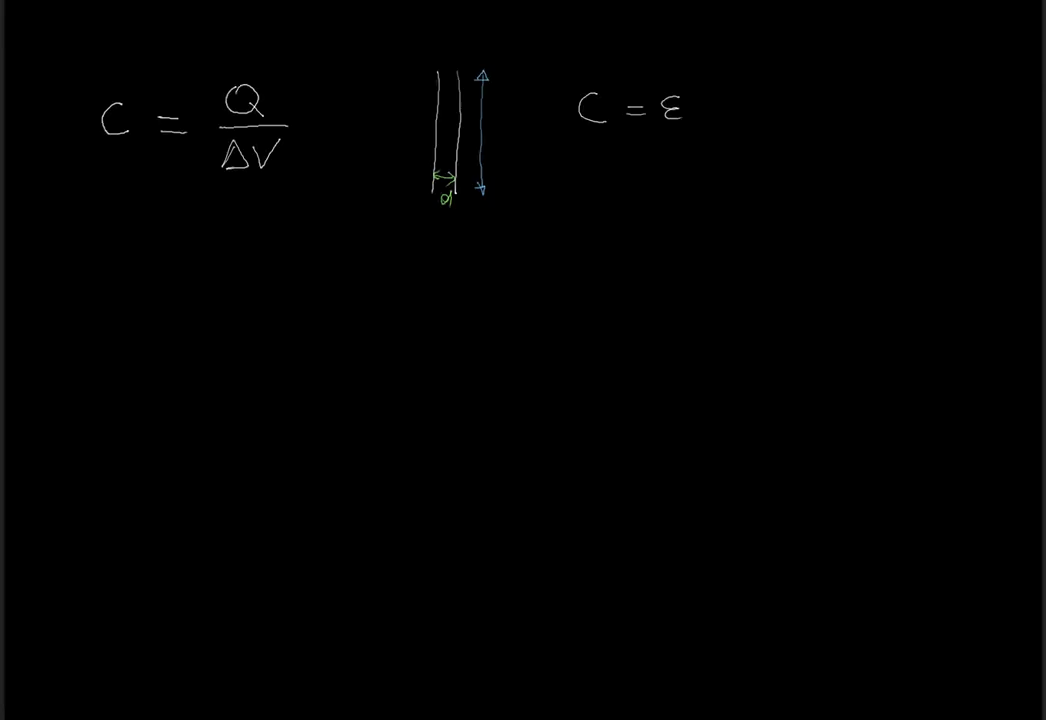 C = Q/ΔV
d
C = ε